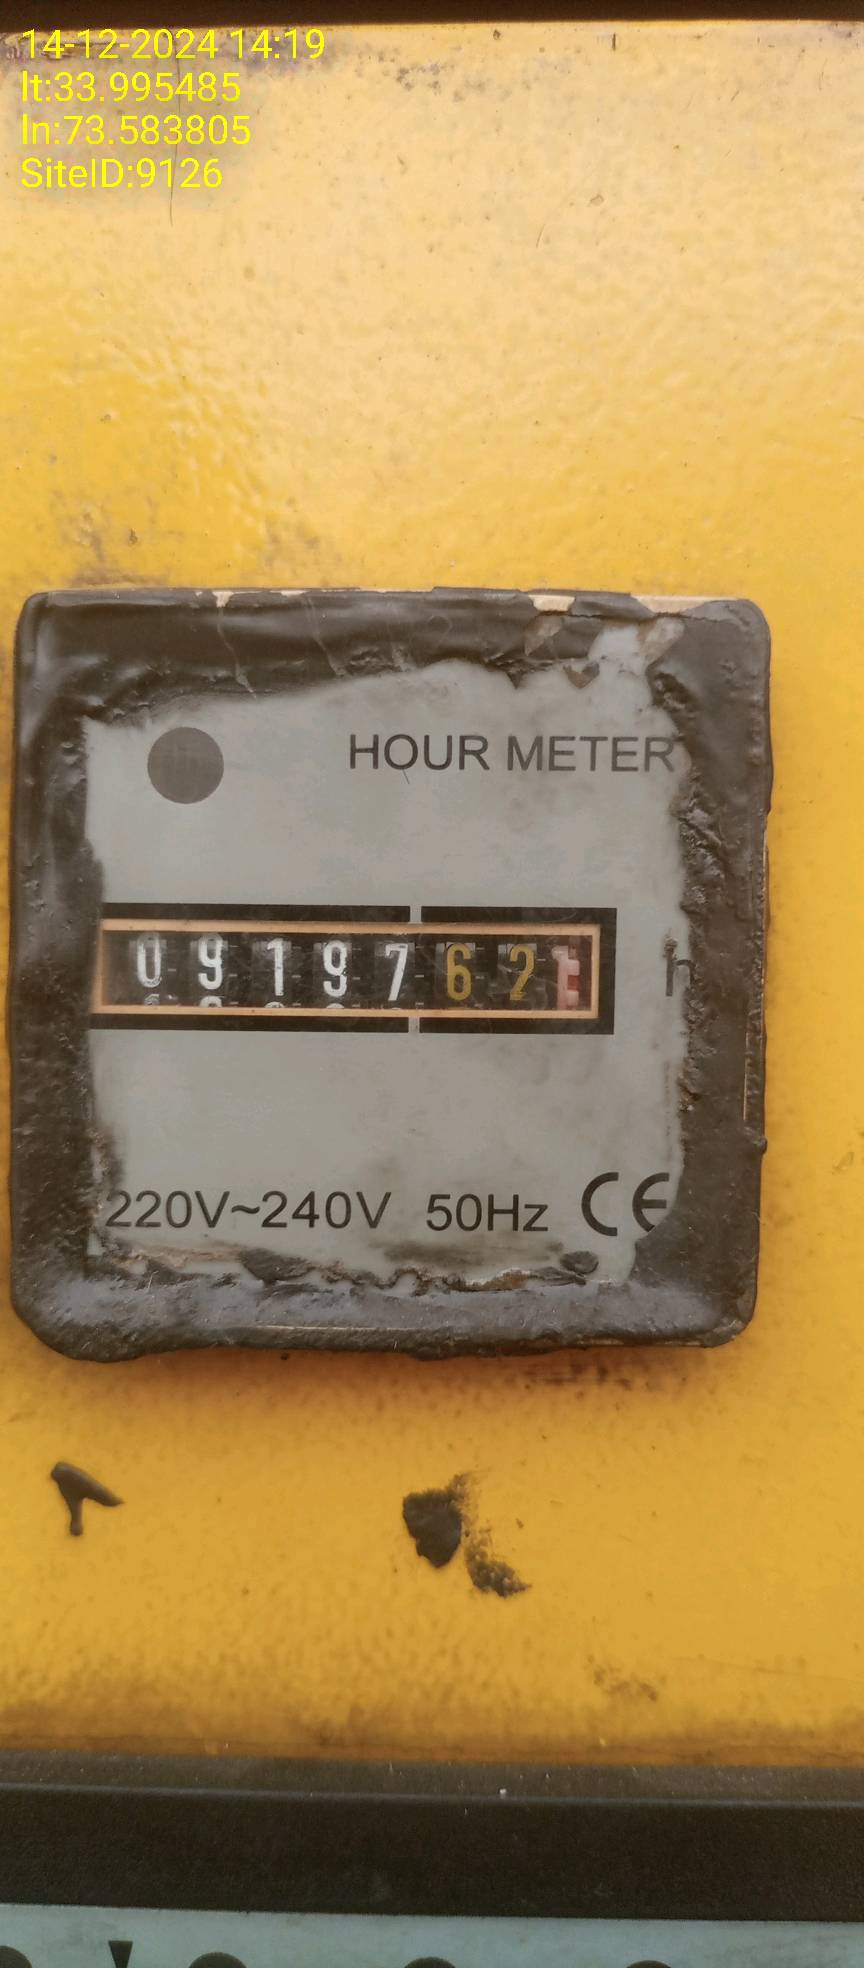 14-12-2024 14:19
lt:33.995485
ln:73.583805
SiteID:9126
HOUR METER
0919762
h
220V~240V 50Hz CE